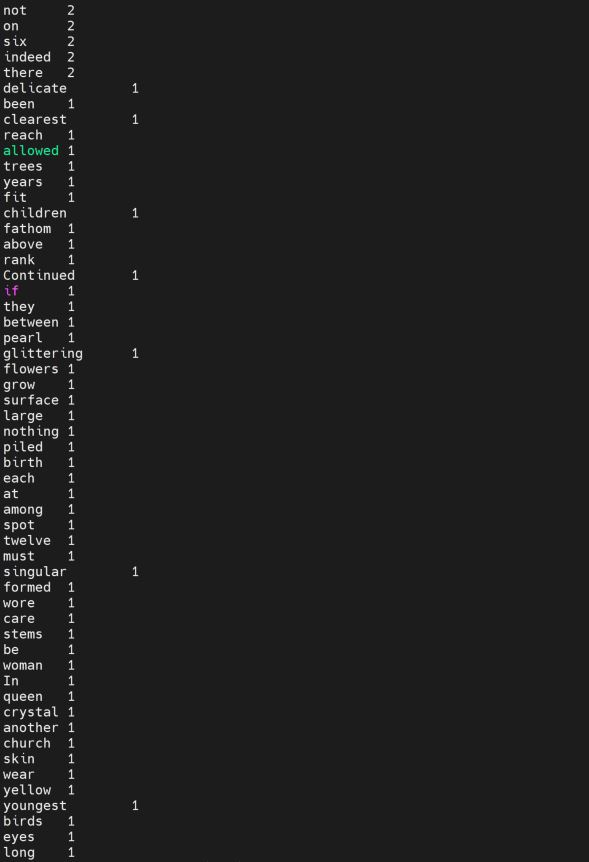 not 2
on 2
six 2
indeed 2
there 2
delicate 1
been 1
clearest 1
reach 1
allowed 1
trees 1
years 1
fit 1
children 1
fathom 1
above 1
rank 1
Continued 1
if 1
they 1
between 1
pearl 1
glittering 1
flowers 1
grow 1
surface 1
large 1
nothing 1
piled 1
birth 1
each 1
at 1
among 1
spot 1
twelve 1
must 1
singular 1
formed 1
wore 1
care 1
stems 1
be 1
woman 1
In 1
queen 1
crystal 1
another 1
church 1
skin 1
wear 1
yellow 1
youngest 1
birds 1
eyes 1
long 1